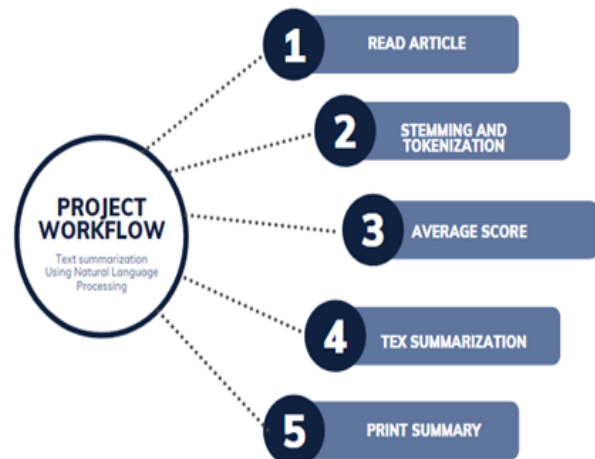 PROJECT
WORKFLOW
Text summarization
Using Natural Language
Processing
1
READ ARTICLE
2
STEMMING AND
TOKENIZATION
3
AVERAGE SCORE
4
TEX SUMMARIZATION
5
PRINT SUMMARY